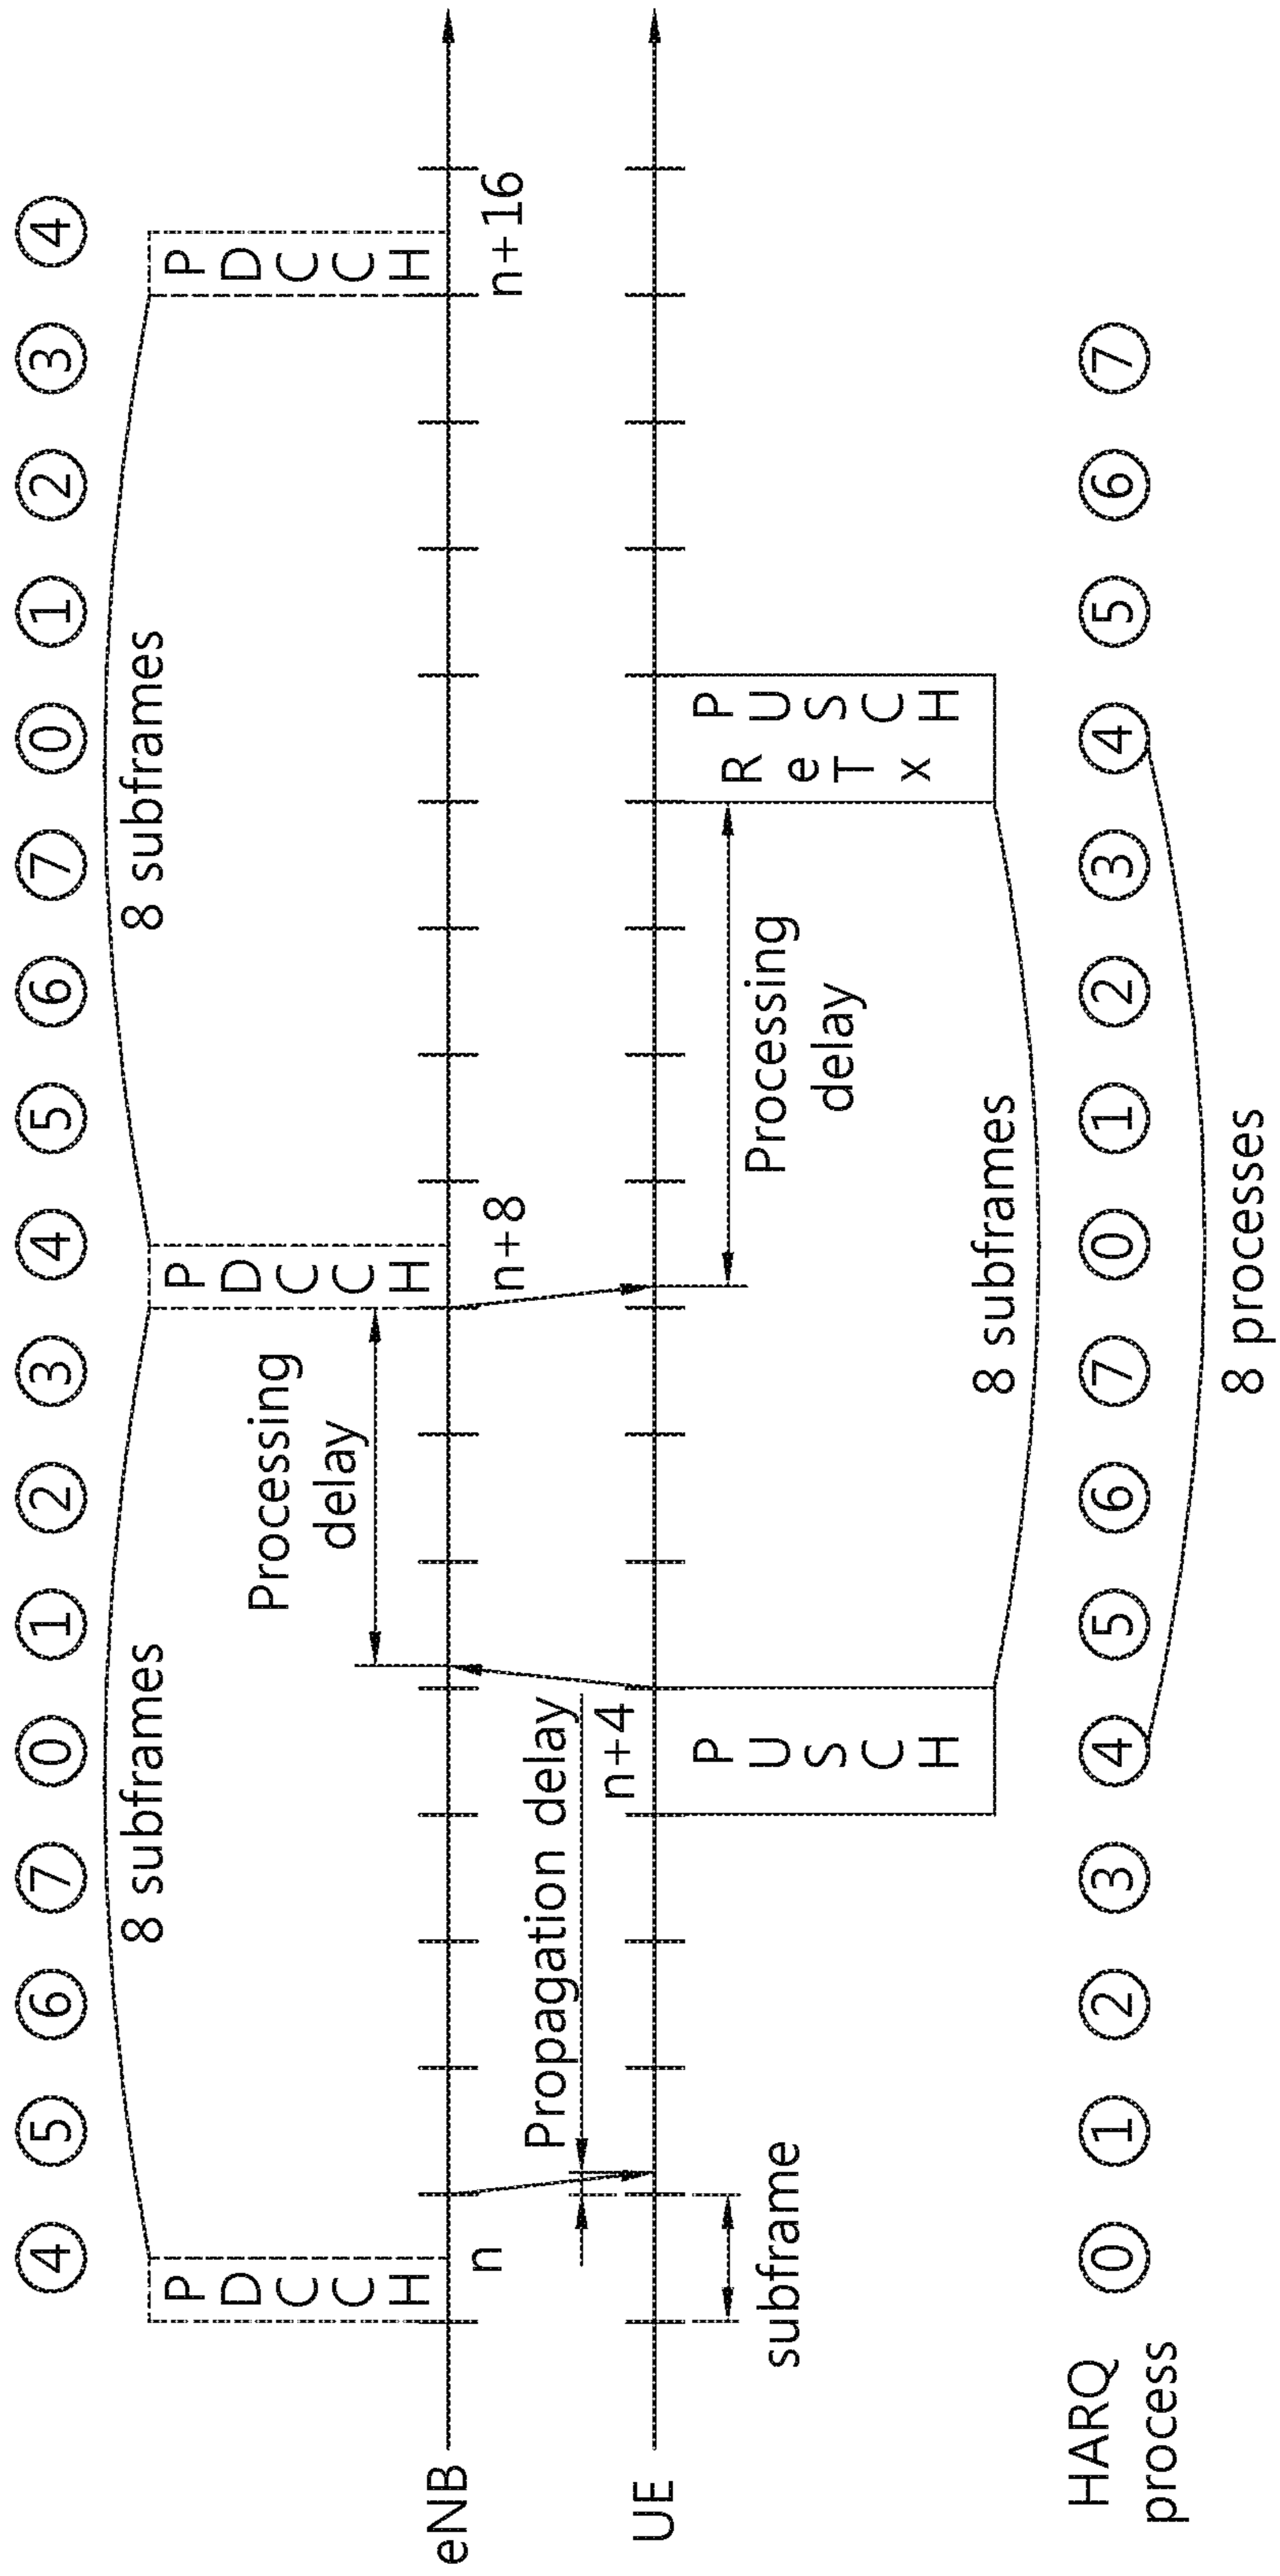 4 5 6 7 0 1 2 3 4 5 6 7 0 1 2 3 4
8 subframes
8 subframes
PDCCH
PDCCH
PDCCH
Processing
delay
eNB
n
n+8
n+16
Propagation delay
n+4
UE
subframe
PUSCH
Processing
delay
ReTx
PUSCH
8 subframes
HARQ
process
0 1 2 3 4 5 6 7 0 1 2 3 4 5 6 7
8 processes